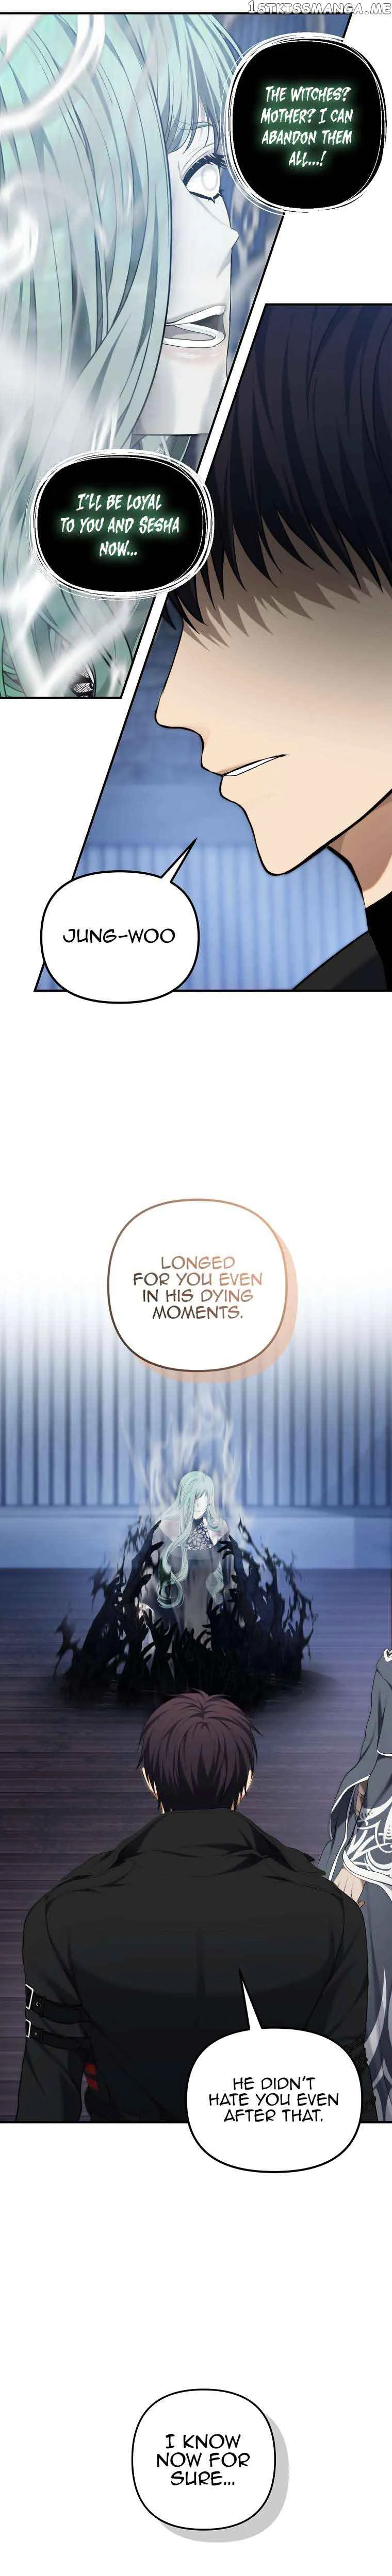 1STKISSMANGA.ME
THE WITCHES?
MOTHER? I CAN
ABANDON THEM
ALL...!
I'LL BE LOYAL
TO YOU AND SESHA
NOW...
JUNG-WOO
LONGED
FOR YOU EVEN
IN HIS DYING
MOMENTS.
HE DIDN'T
HATE YOU EVEN
AFTER THAT.
I KNOW
NOW FOR
SURE...